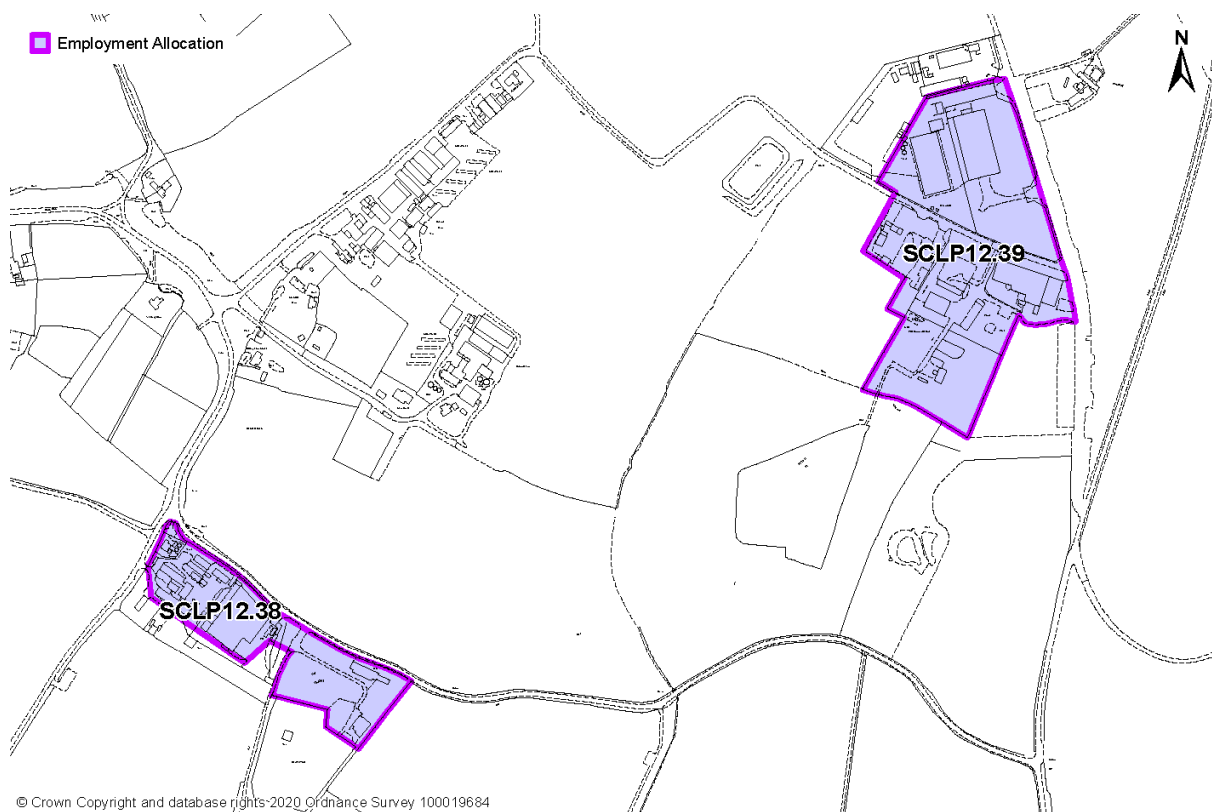 Employment Allocation
N
SCLP12.39
SCLP12.38
© Crown Copyright and database rights 2020 Ordnance Survey 100019684